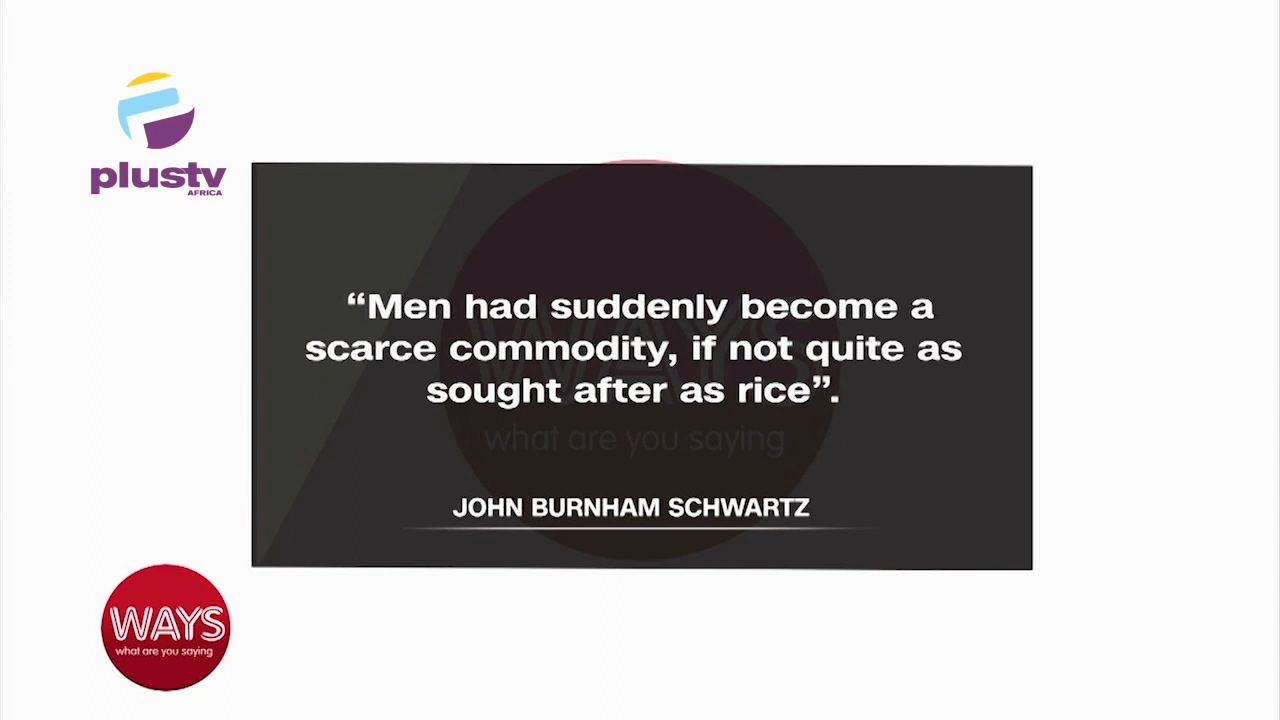 plustv
AFRICA
“Men had suddenly become a
scarce commodity, if not quite as
sought after as rice”.
WAYS
what are you saying
JOHN BURNHAM SCHWARTZ
WAYS
what are you saying